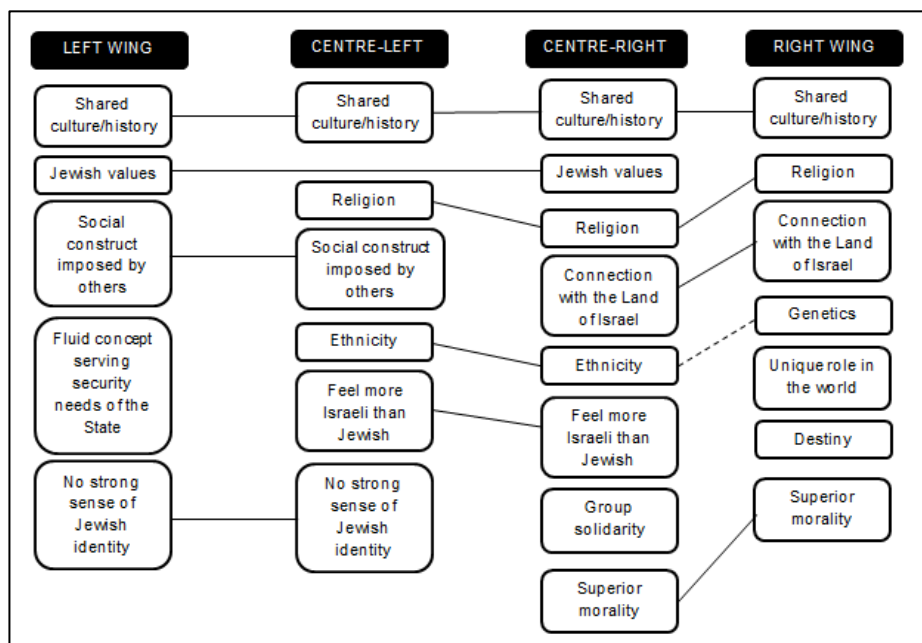 LEFT WING
CENTRE-LEFT
CENTRE-RIGHT
RIGHT WING
Shared
culture/history
Jewish values
Social
construct
imposed by
others
Fluid concept
serving
security
needs of the
State
No strong
sense of
Jewish
identity
Shared
culture/history
Religion
Social construct
imposed by
others
Ethnicity
Feel more
Israeli than
Jewish
No strong
sense of
Jewish
identity
Shared
culture/history
Jewish values
Religion
Connection
with the Land
of Israel
Ethnicity
Feel more
Israeli than
Jewish
Group
solidarity
Superior
morality
Shared
culture/history
Religion
Connection
with the Land
of Israel
Genetics
Unique role in
the world
Destiny
Superior
morality